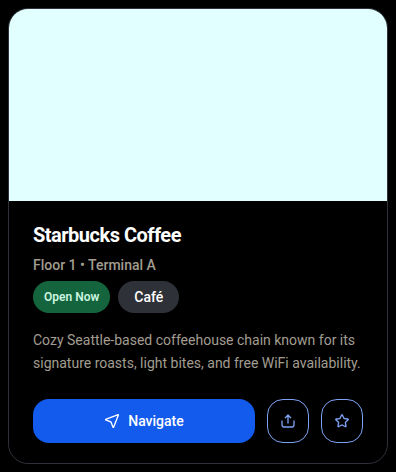 Starbucks Coffee
Floor 1 • Terminal A
Open Now Café
Cozy Seattle-based coffeehouse chain known for its
signature roasts, light bites, and free WiFi availability.
Navigate